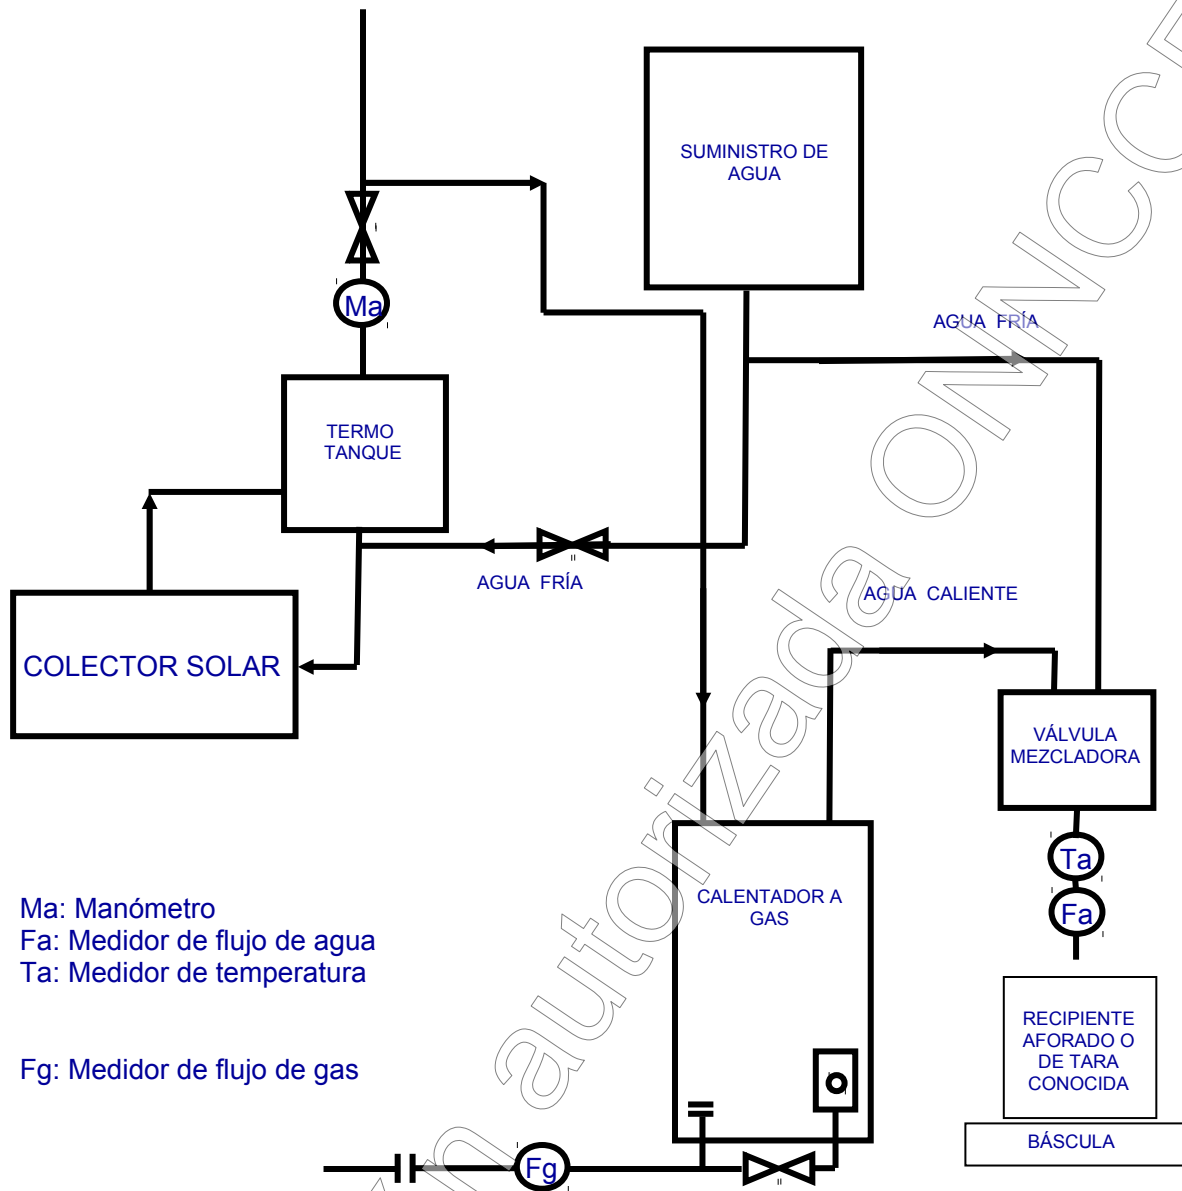 SUMINISTRO DE
AGUA
Ma
AGUA FRÍA
TERMO
TANQUE
AGUA FRÍA
AGUA CALIENTE
COLECTOR SOLAR
VÁLVULA
MEZCLADORA
Ta
CALENTADOR A
GAS
Fa
Ma: Manómetro
Fa: Medidor de flujo de agua
Ta: Medidor de temperatura
RECIPIENTE
AFORADO O
DE TARA
CONOCIDA
Fg: Medidor de flujo de gas
BÁSCULA
Fg
autorizada ONNCCE